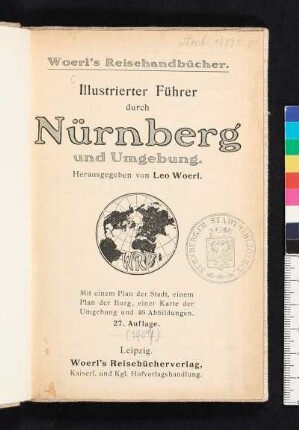 Woerl's Reisehandbücher.
Illustrierter Führer
durch
Nürnberg
und Umgebung.
Herausgegeben von Leo Woerl.
WRB
Mit einem Plan der Stadt, einem
Plan der Burg, einer Karte der
Umgebung und 46 Abbildungen.
27. Auflage.
Leipzig.
Woerl's Reisebücherverlag,
Kaiserl. und Kgl. Hofverlagshandlung.